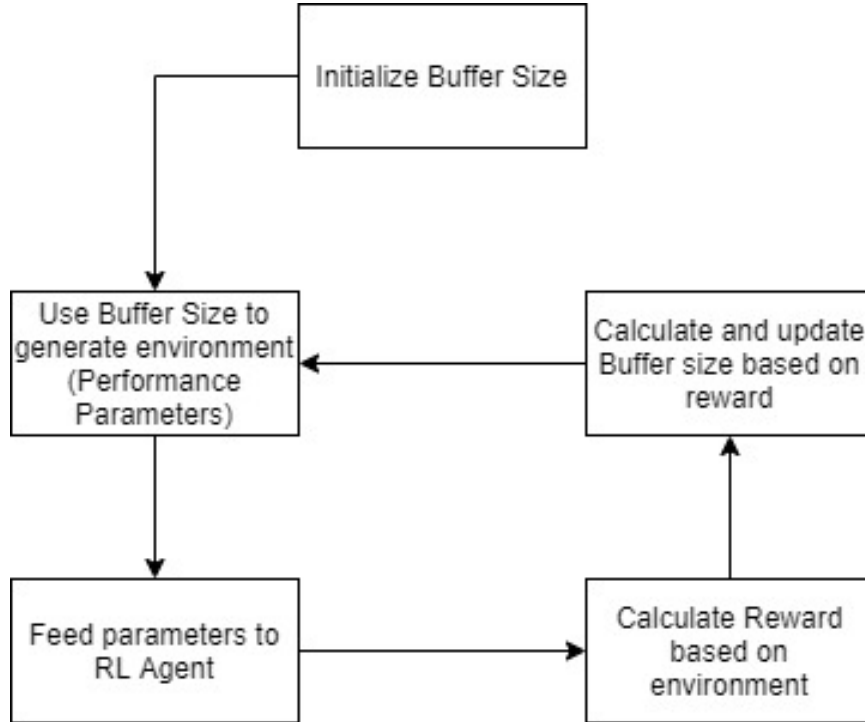 Initialize Buffer Size
Use Buffer Size to
generate environment
(Performance
Parameters)
Calculate and update
Buffer size based on
reward
Feed parameters to
RL Agent
Calculate Reward
based on
environment